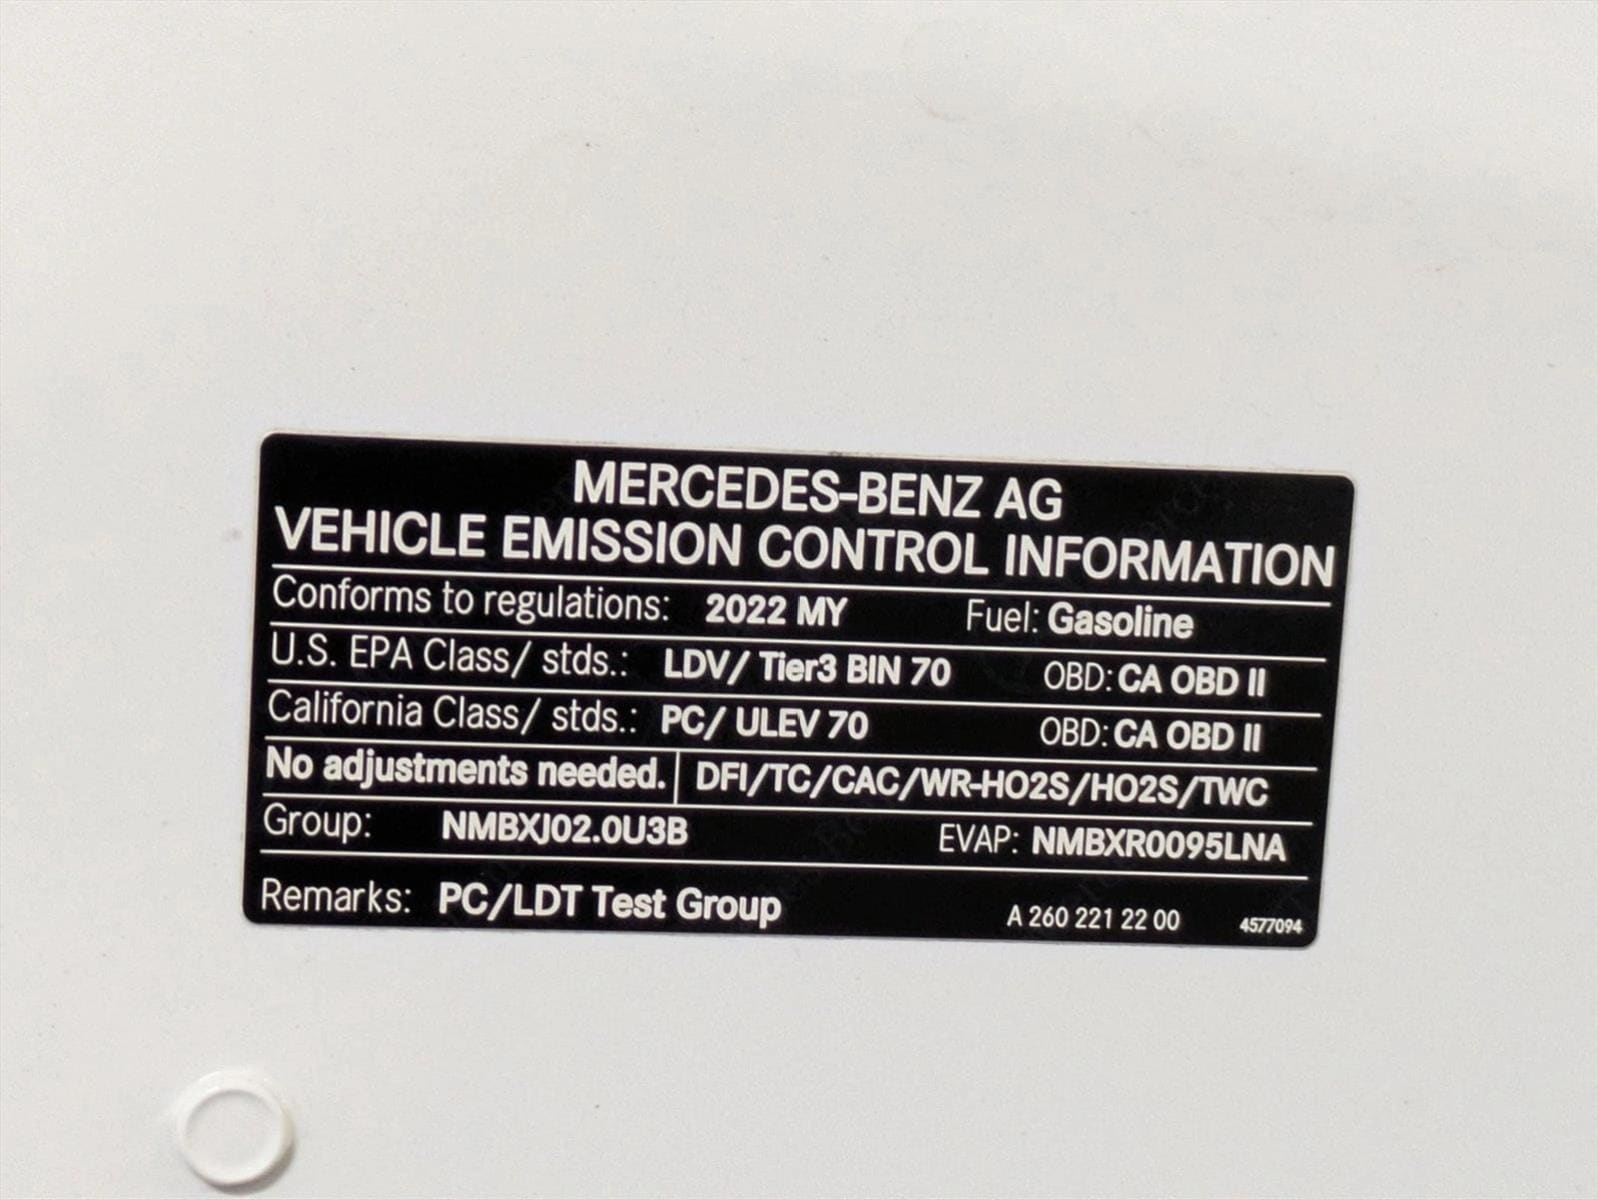 MERCEDES-BENZ AG
VEHICLE EMISSION CONTROL INFORMATION
Conforms to regulations: 2022 MY Fuel: Gasoline
U.S. EPA Class/ stds.: LDV/ Tier3 BIN 70 OBD: CA OBD II
California Class/ stds.: PC/ ULEV 70 OBD: CA OBD II
No adjustments needed. DFI/TC/CAC/WR-HO2S/HO2S/TWC
Group: NMBXJ02.0U3B EVAP: NMBXR0095LNA
Remarks: PC/LDT Test Group A 260 221 22 00 4577094